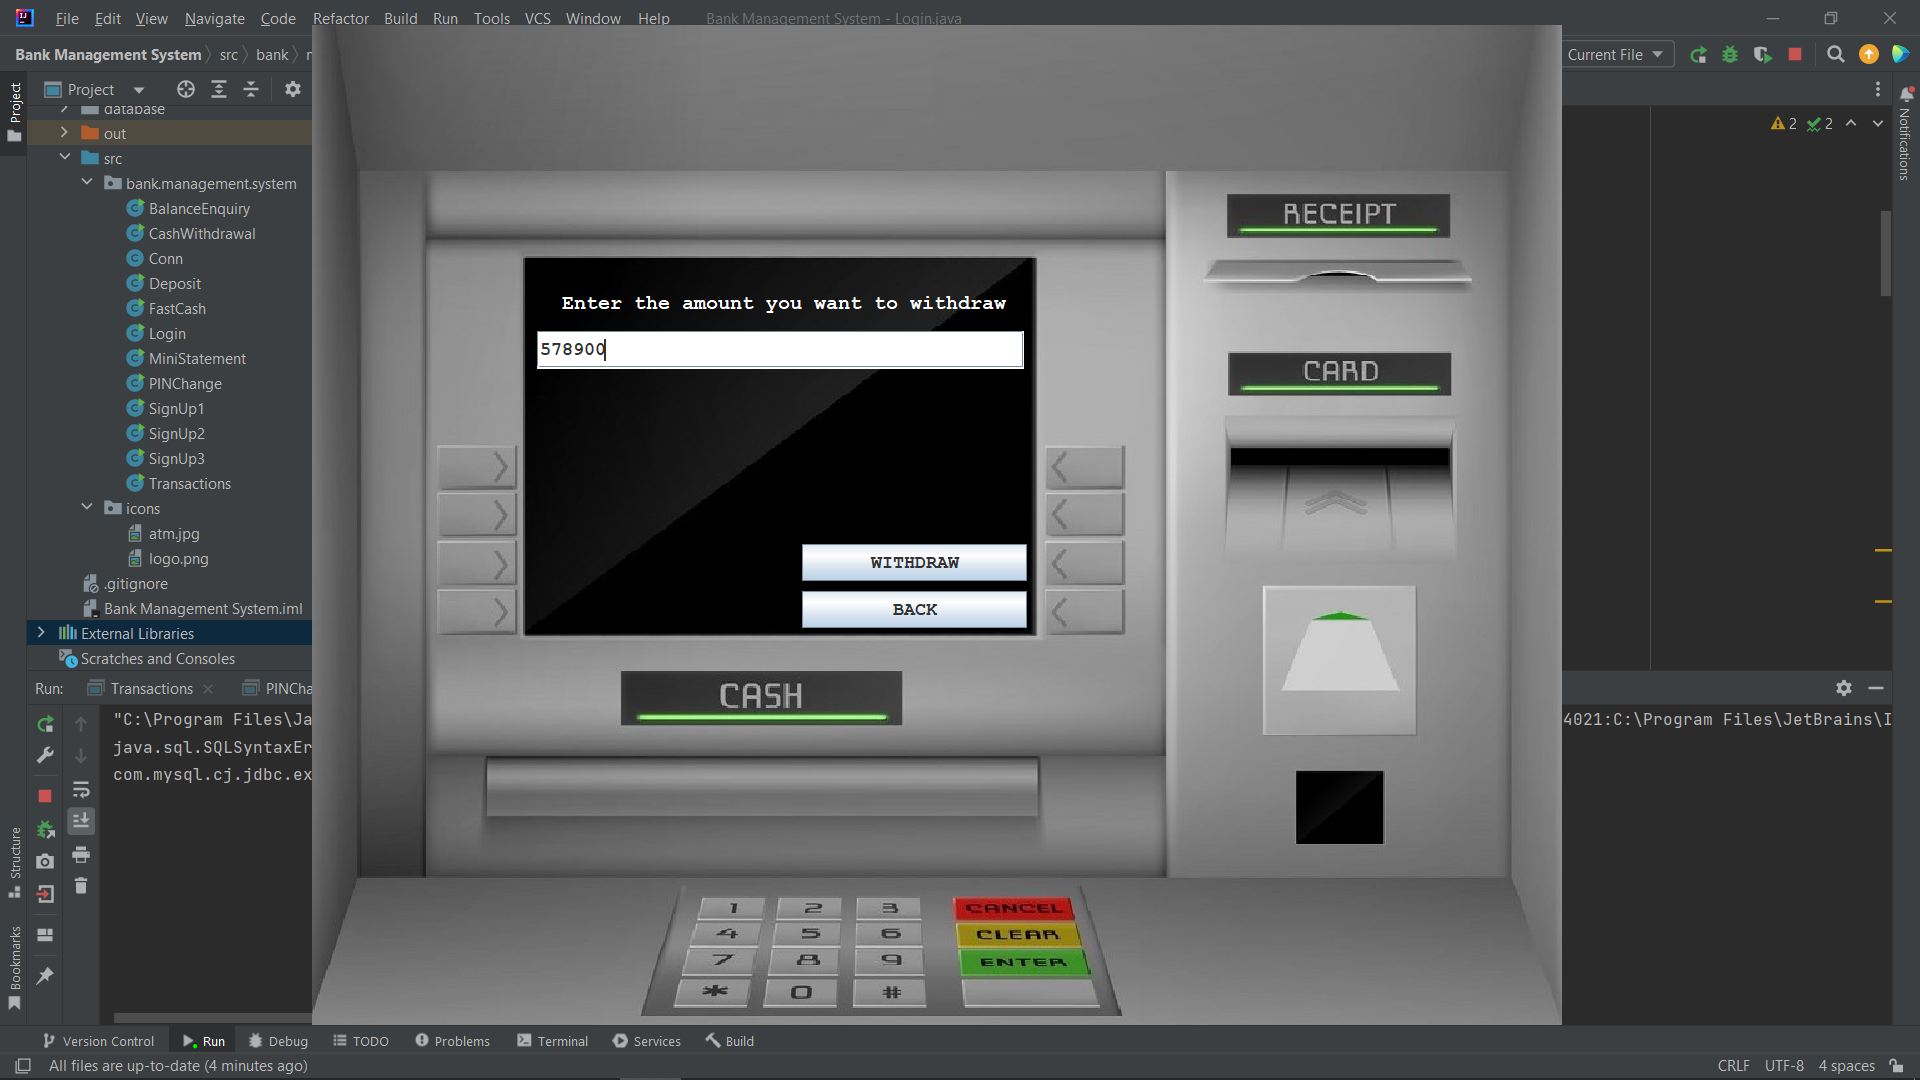 File Edit View Navigate Code Refactor Build Run Tools VCS Window Help Bank Management System - Login.java
Bank Management System src bank
Current File
Project
Project
database
out
src
bank.management.system
BalanceEnquiry
CashWithdrawal
Conn
Deposit
FastCash
Login
MiniStatement
PINChange
SignUp1
SignUp2
SignUp3
Transactions
icons
atm.jpg
logo.png
.gitignore
Bank Management System.iml
External Libraries
Scratches and Consoles
2 2
Notifications
Enter the amount you want to withdraw
578900
WITHDRAW
BACK
RECEIPT
CARD
CASH
1 2 3 CANCEL
4 5 6 CLEAR
7 8 9 ENTER
* 0 #
Run: Transactions PINCha
"C:\Program Files\Ja
4021:C:\Program Files\JetBrains\I
java.sql.SQLSyntaxEr
com.mysql.cj.jdbc.ex
Structure
Bookmarks
Version Control Run Debug TODO Problems Terminal Services Build
All files are up-to-date (4 minutes ago) CRLF UTF-8 4 spaces